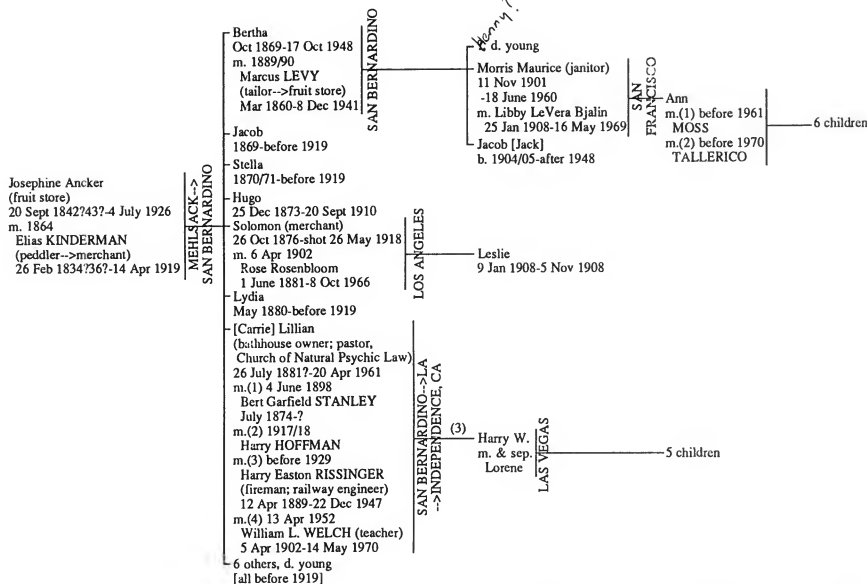 Josephine Ancker
(fruit store)
20 Sept 1842?43?-4 July 1926
m. 1864
Elias KINDERMAN
(peddler-->merchant)
26 Feb 1834?36?-14 Apr 1919
MEHLSACK-->
SAN BERNARDINO
Bertha
Oct 1869-17 Oct 1948
m. 1889/90
Marcus LEVY
(tailor-->fruit store)
Mar 1860-8 Dec 1941
SAN BERNARDINO
Henny?
?, d. young
Morris Maurice (janitor)
11 Nov 1901
-18 June 1960
m. Libby LeVera Bjalin
25 Jan 1908-16 May 1969
SAN
FRANCISCO
Ann
m.(1) before 1961
MOSS
m.(2) before 1970
TALLERICO
6 children
Jacob [Jack]
b. 1904/05-after 1948
Jacob
1869-before 1919
Stella
1870/71-before 1919
Hugo
25 Dec 1873-20 Sept 1910
Solomon (merchant)
26 Oct 1876-shot 26 May 1918
m. 6 Apr 1902
Rose Rosenbloom
1 June 1881-8 Oct 1966
LOS ANGELES
Leslie
9 Jan 1908-5 Nov 1908
Lydia
May 1880-before 1919
[Carrie] Lillian
(bathhouse owner; pastor,
Church of Natural Psychic Law)
26 July 1881?-20 Apr 1961
m.(1) 4 June 1898
Bert Garfield STANLEY
July 1874-?
m.(2) 1917/18
Harry HOFFMAN
m.(3) before 1929
Harry Easton RISSINGER
(fireman; railway engineer)
12 Apr 1889-22 Dec 1947
m.(4) 13 Apr 1952
William L. WELCH (teacher)
5 Apr 1902-14 May 1970
SAN BERNARDINO-->LA
-->INDEPENDENCE, CA
(3)
Harry W.
m. & sep.
Lorene
LAS VEGAS
5 children
6 others, d. young
[all before 1919]